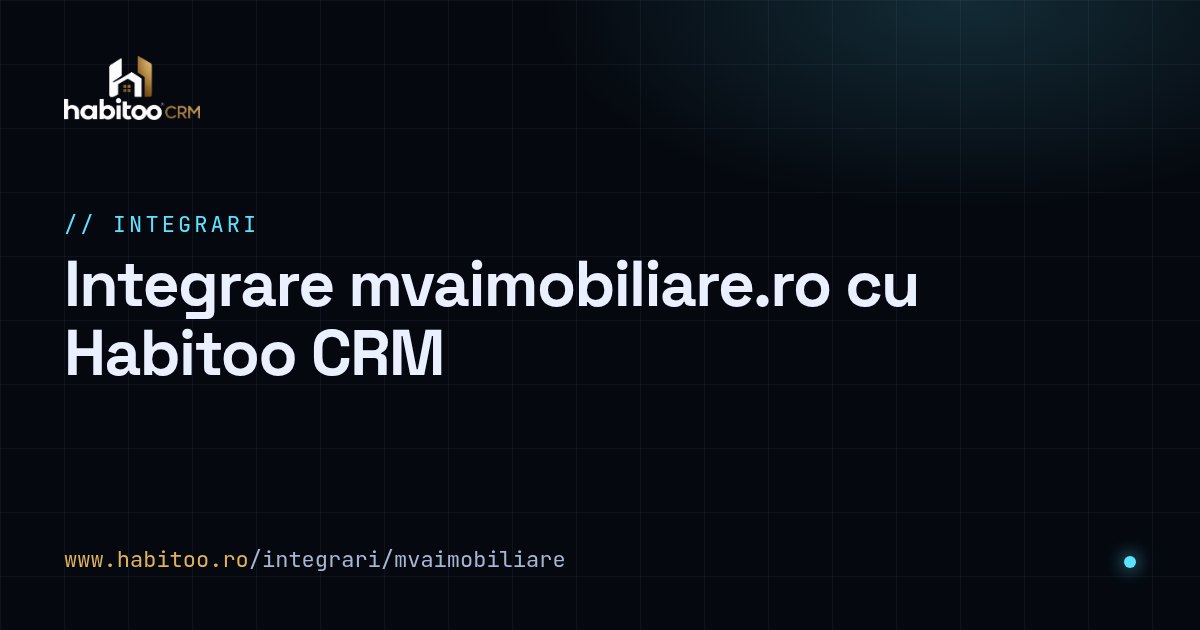 habitoo CRM
// INTEGRARI
Integrare mvaimobiliare.ro cu
Habitoo CRM
www.habitoo.ro/integrari/mvaimobiliare